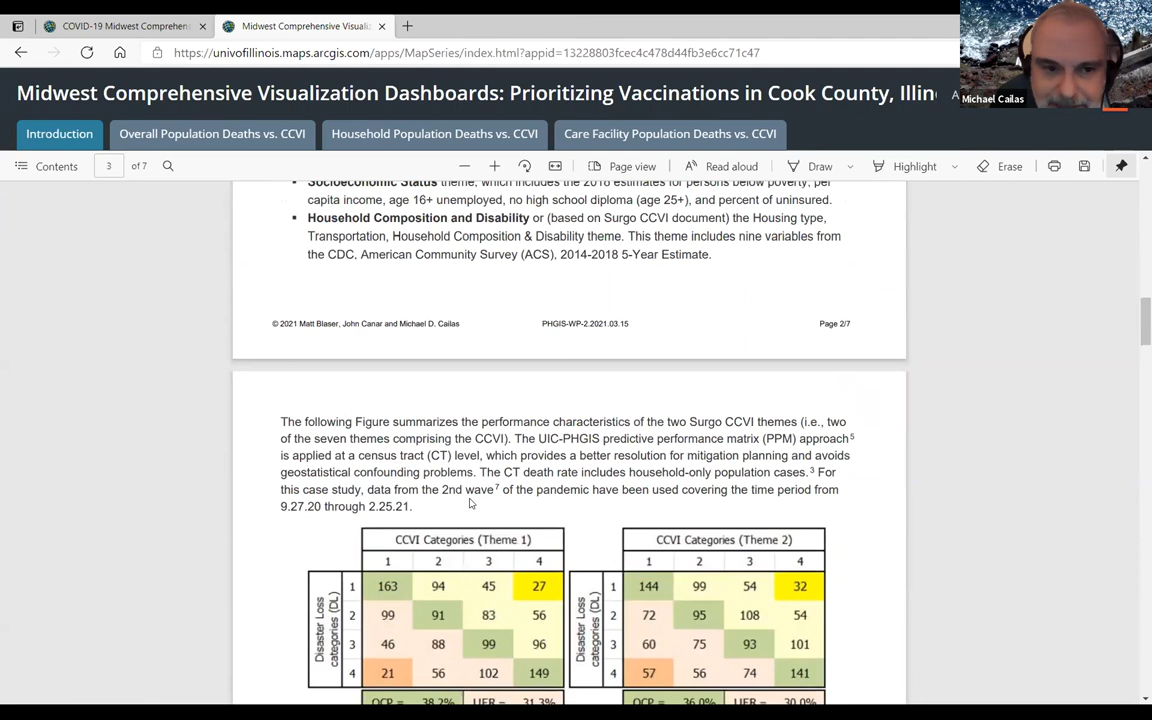 COVID-19 Midwest Comprehens
Midwest Comprehensive Visualiz
https://univofillinois.maps.arcgis.com/apps/MapSeries/index.html?appid=13228803fcec4c478d44fb3e6cc71c47
Michael Cailas
Midwest Comprehensive Visualization Dashboards: Prioritizing Vaccinations in Cook County, Illin
A
Introduction
Overall Population Deaths vs. CCVI
Household Population Deaths vs. CCVI
Care Facility Population Deaths vs. CCVI
Contents 3 of 7 Page view Read aloud Draw Highlight Erase
Socioeconomic Status theme, which includes the 2018 estimates for persons below poverty, per
capita income, age 16+ unemployed, no high school diploma (age 25+), and percent of uninsured.
Household Composition and Disability or (based on Surgo CCVI document) the Housing type,
Transportation, Household Composition & Disability theme. This theme includes nine variables from
the CDC, American Community Survey (ACS), 2014-2018 5-Year Estimate.
© 2021 Matt Blaser, John Canar and Michael D. Cailas PHGIS-WP-2.2021.03.15 Page 2/7
The following Figure summarizes the performance characteristics of the two Surgo CCVI themes (i.e., two
of the seven themes comprising the CCVI). The UIC-PHGIS predictive performance matrix (PPM) approach5
is applied at a census tract (CT) level, which provides a better resolution for mitigation planning and avoids
geostatistical confounding problems. The CT death rate includes household-only population cases.3 For
this case study, data from the 2nd wave7 of the pandemic have been used covering the time period from
9.27.20 through 2.25.21.
CCVI Categories (Theme 1)
1 2 3 4
Disaster Loss
categories (DL)
1 163 94 45 27
2 99 91 83 56
3 46 88 99 96
4 21 56 102 149
OCP = 38.2% UER = 31.3%
CCVI Categories (Theme 2)
1 2 3 4
Disaster Loss
categories (DL)
1 144 99 54 32
2 72 95 108 54
3 60 75 93 101
4 57 56 74 141
OCP = 36.0% UER = 30.0%